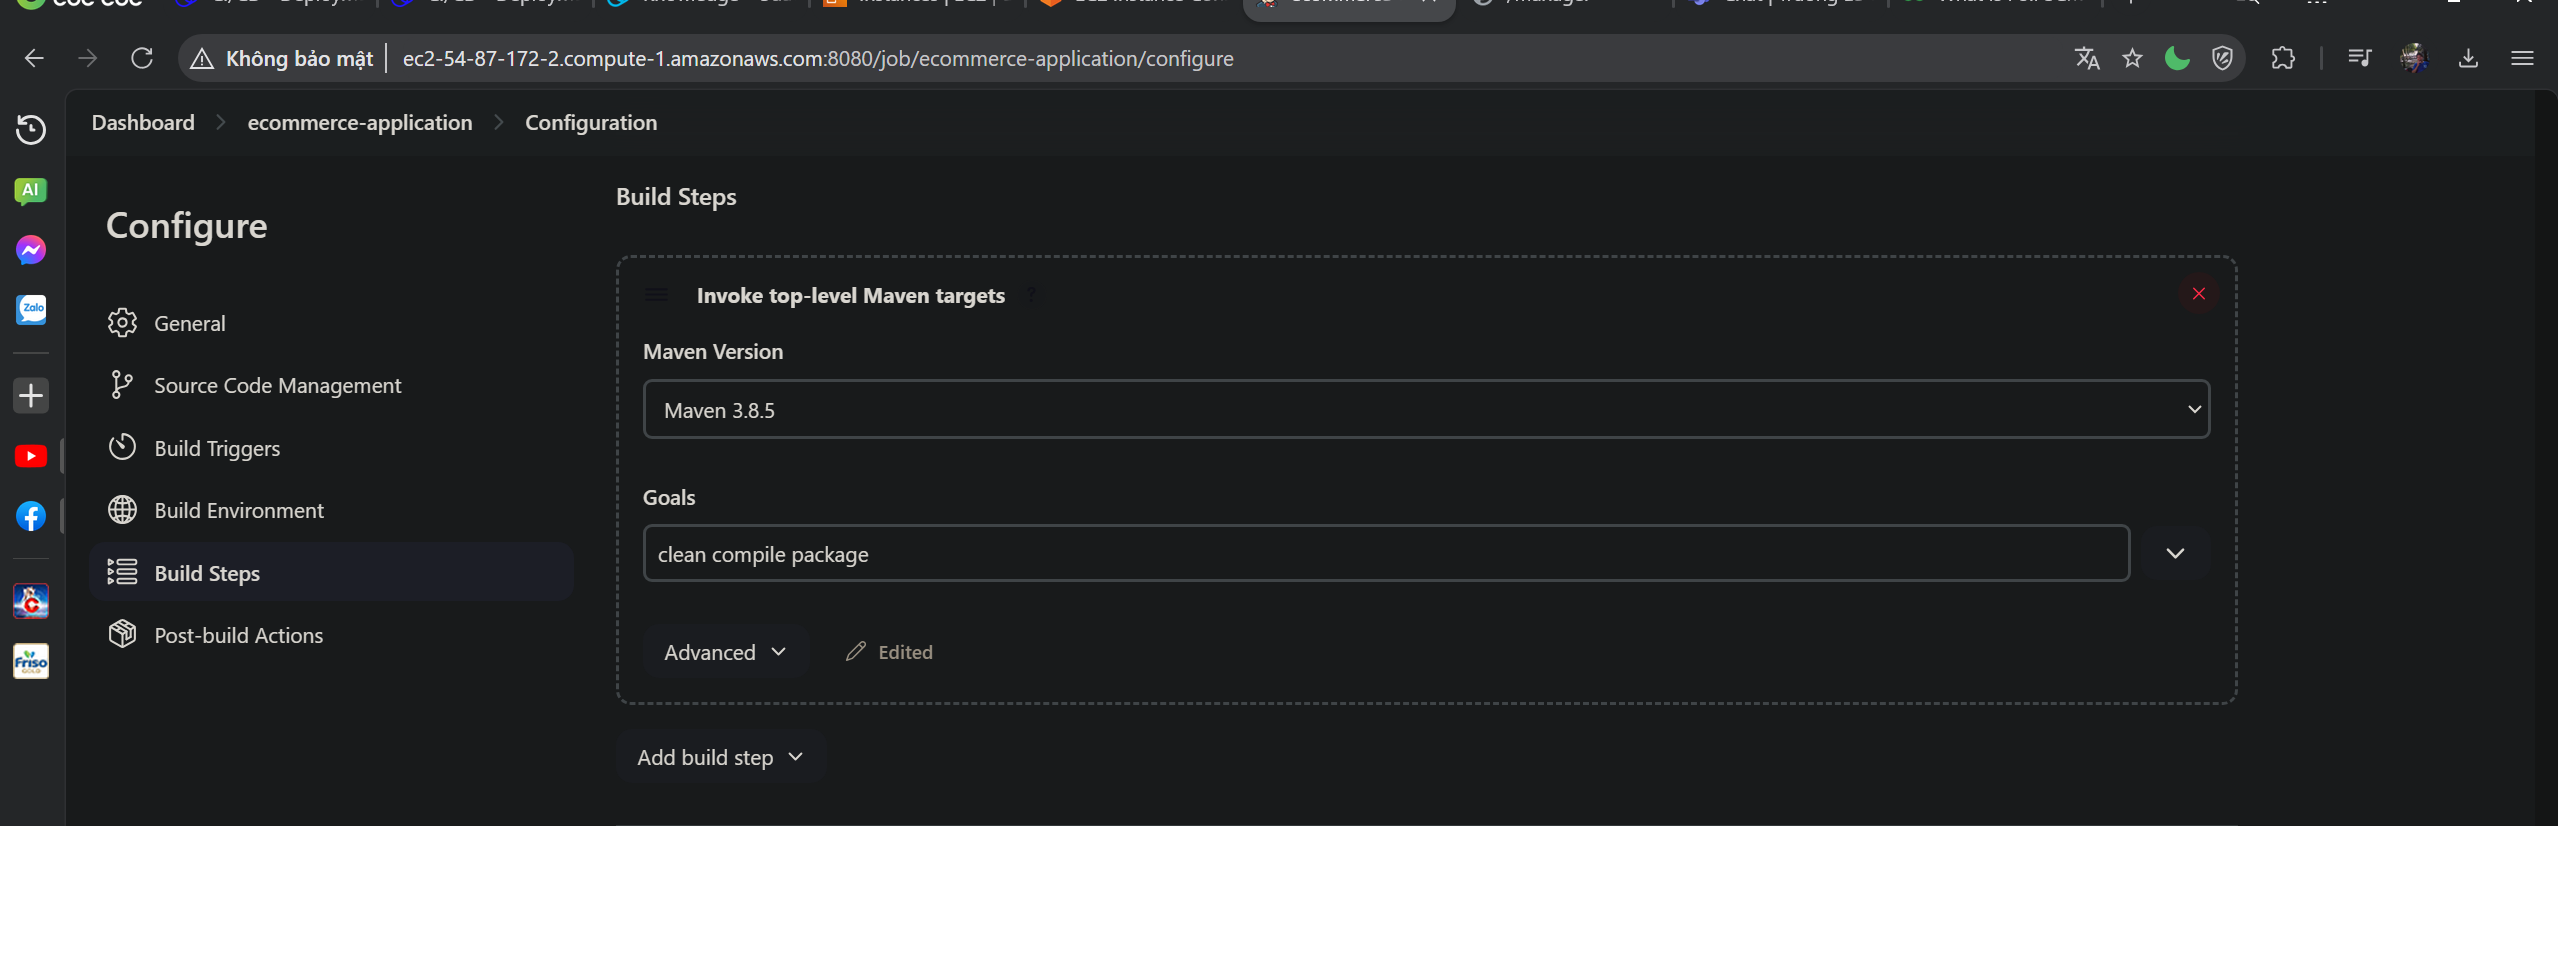 Không bảo mật
ec2-54-87-172-2.compute-1.amazonaws.com:8080/job/ecommerce-application/configure
Dashboard
ecommerce-application
Configuration
AI
Zalo
Friso
Configure
General
Source Code Management
Build Triggers
Build Environment
Build Steps
Post-build Actions
Build Steps
Invoke top-level Maven targets ?
Maven Version
Maven 3.8.5
Goals
clean compile package
Advanced
Edited
Add build step